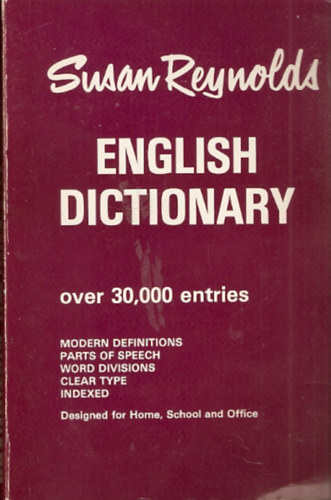 Susan Reynolds
ENGLISH
DICTIONARY
over 30,000 entries
MODERN DEFINITIONS
PARTS OF SPEECH
WORD DIVISIONS
CLEAR TYPE
INDEXED
Designed for Home, School and Office